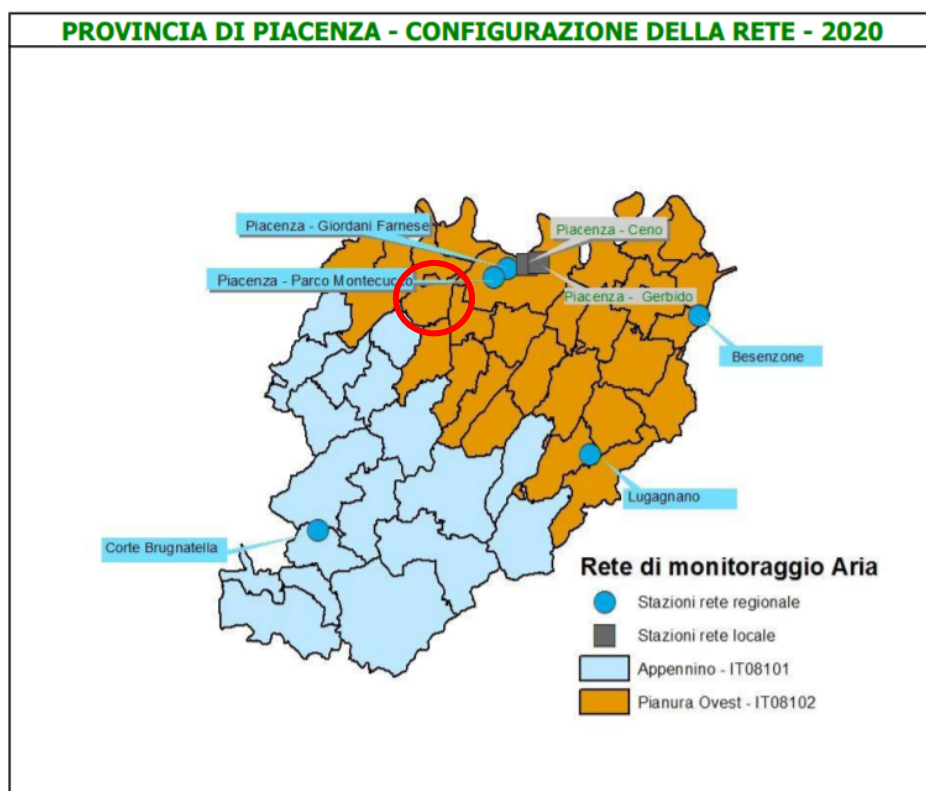 PROVINCIA DI PIACENZA - CONFIGURAZIONE DELLA RETE - 2020
Piacenza - Giordani Farnese
Piacenza - Ceno
Piacenza - Parco Montecucco
Piacenza - Gerbido
Besenzone
Lugagnano
Corte Brugnatella
Rete di monitoraggio Aria
Stazioni rete regionale
Stazioni rete locale
Appennino - IT08101
Pianura Ovest - IT08102